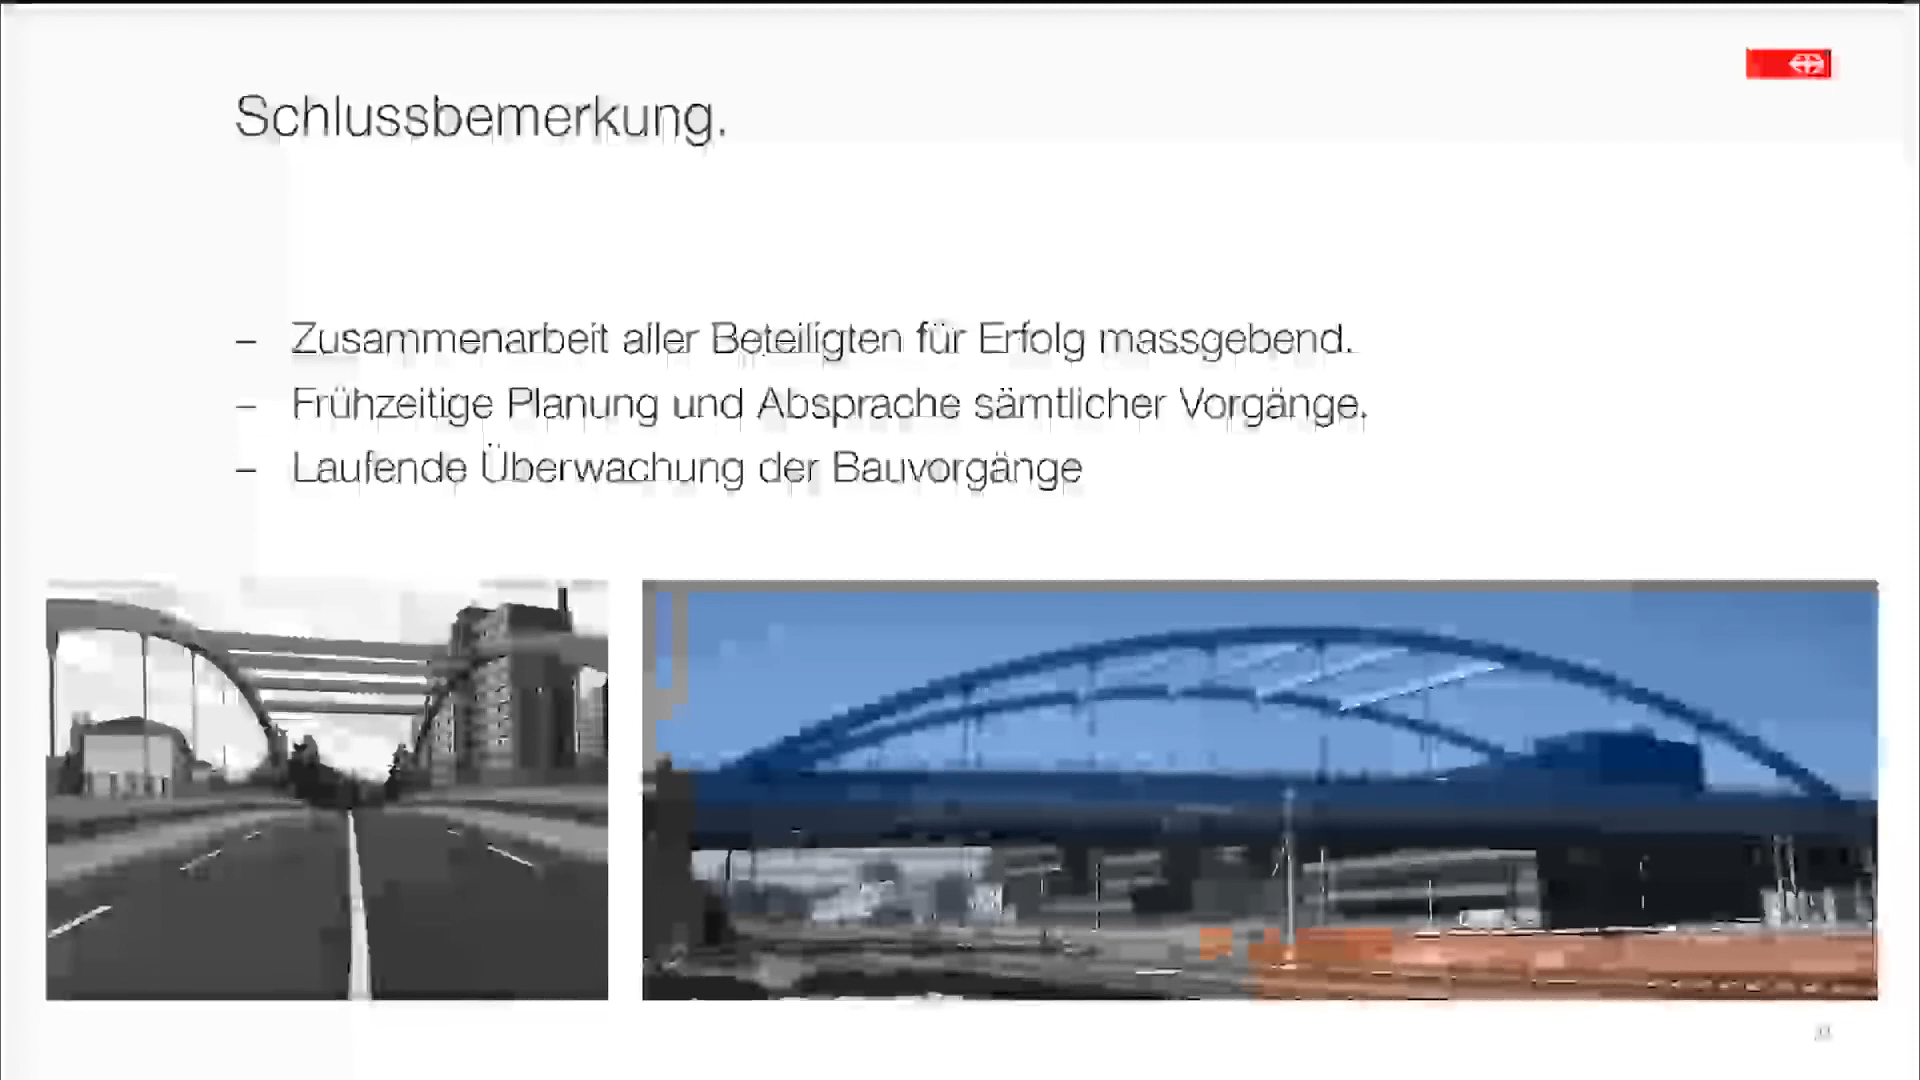 Schlussbemerkung.
– Zusammenarbeit aller Beteiligten für Erfolg massgebend.
– Frühzeitige Planung und Absprache sämtlicher Vorgänge.
– Laufende Überwachung der Bauvorgänge